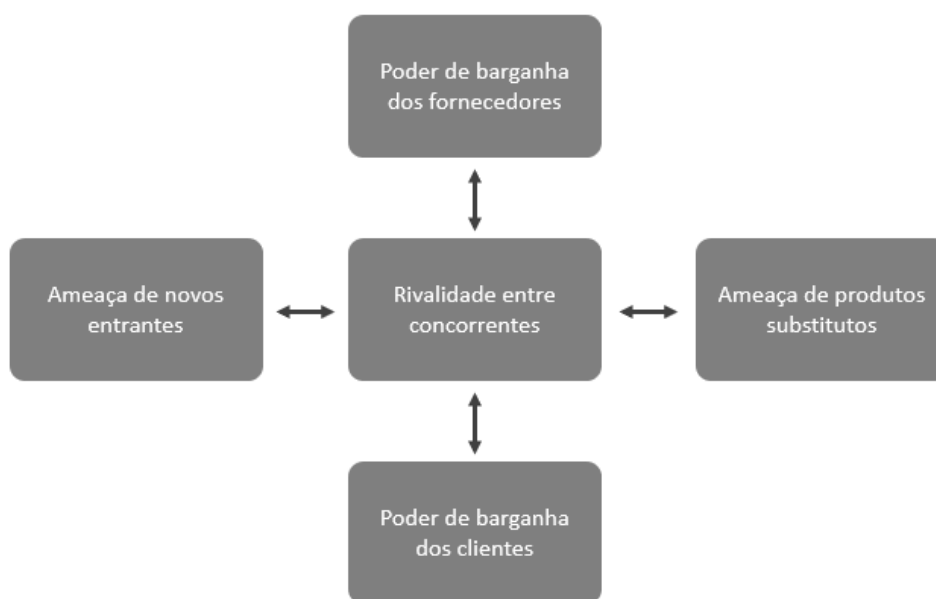 Poder de barganha
dos fornecedores
Ameaça de novos
entrantes
Rivalidade entre
concorrentes
Ameaça de produtos
substitutos
Poder de barganha
dos clientes